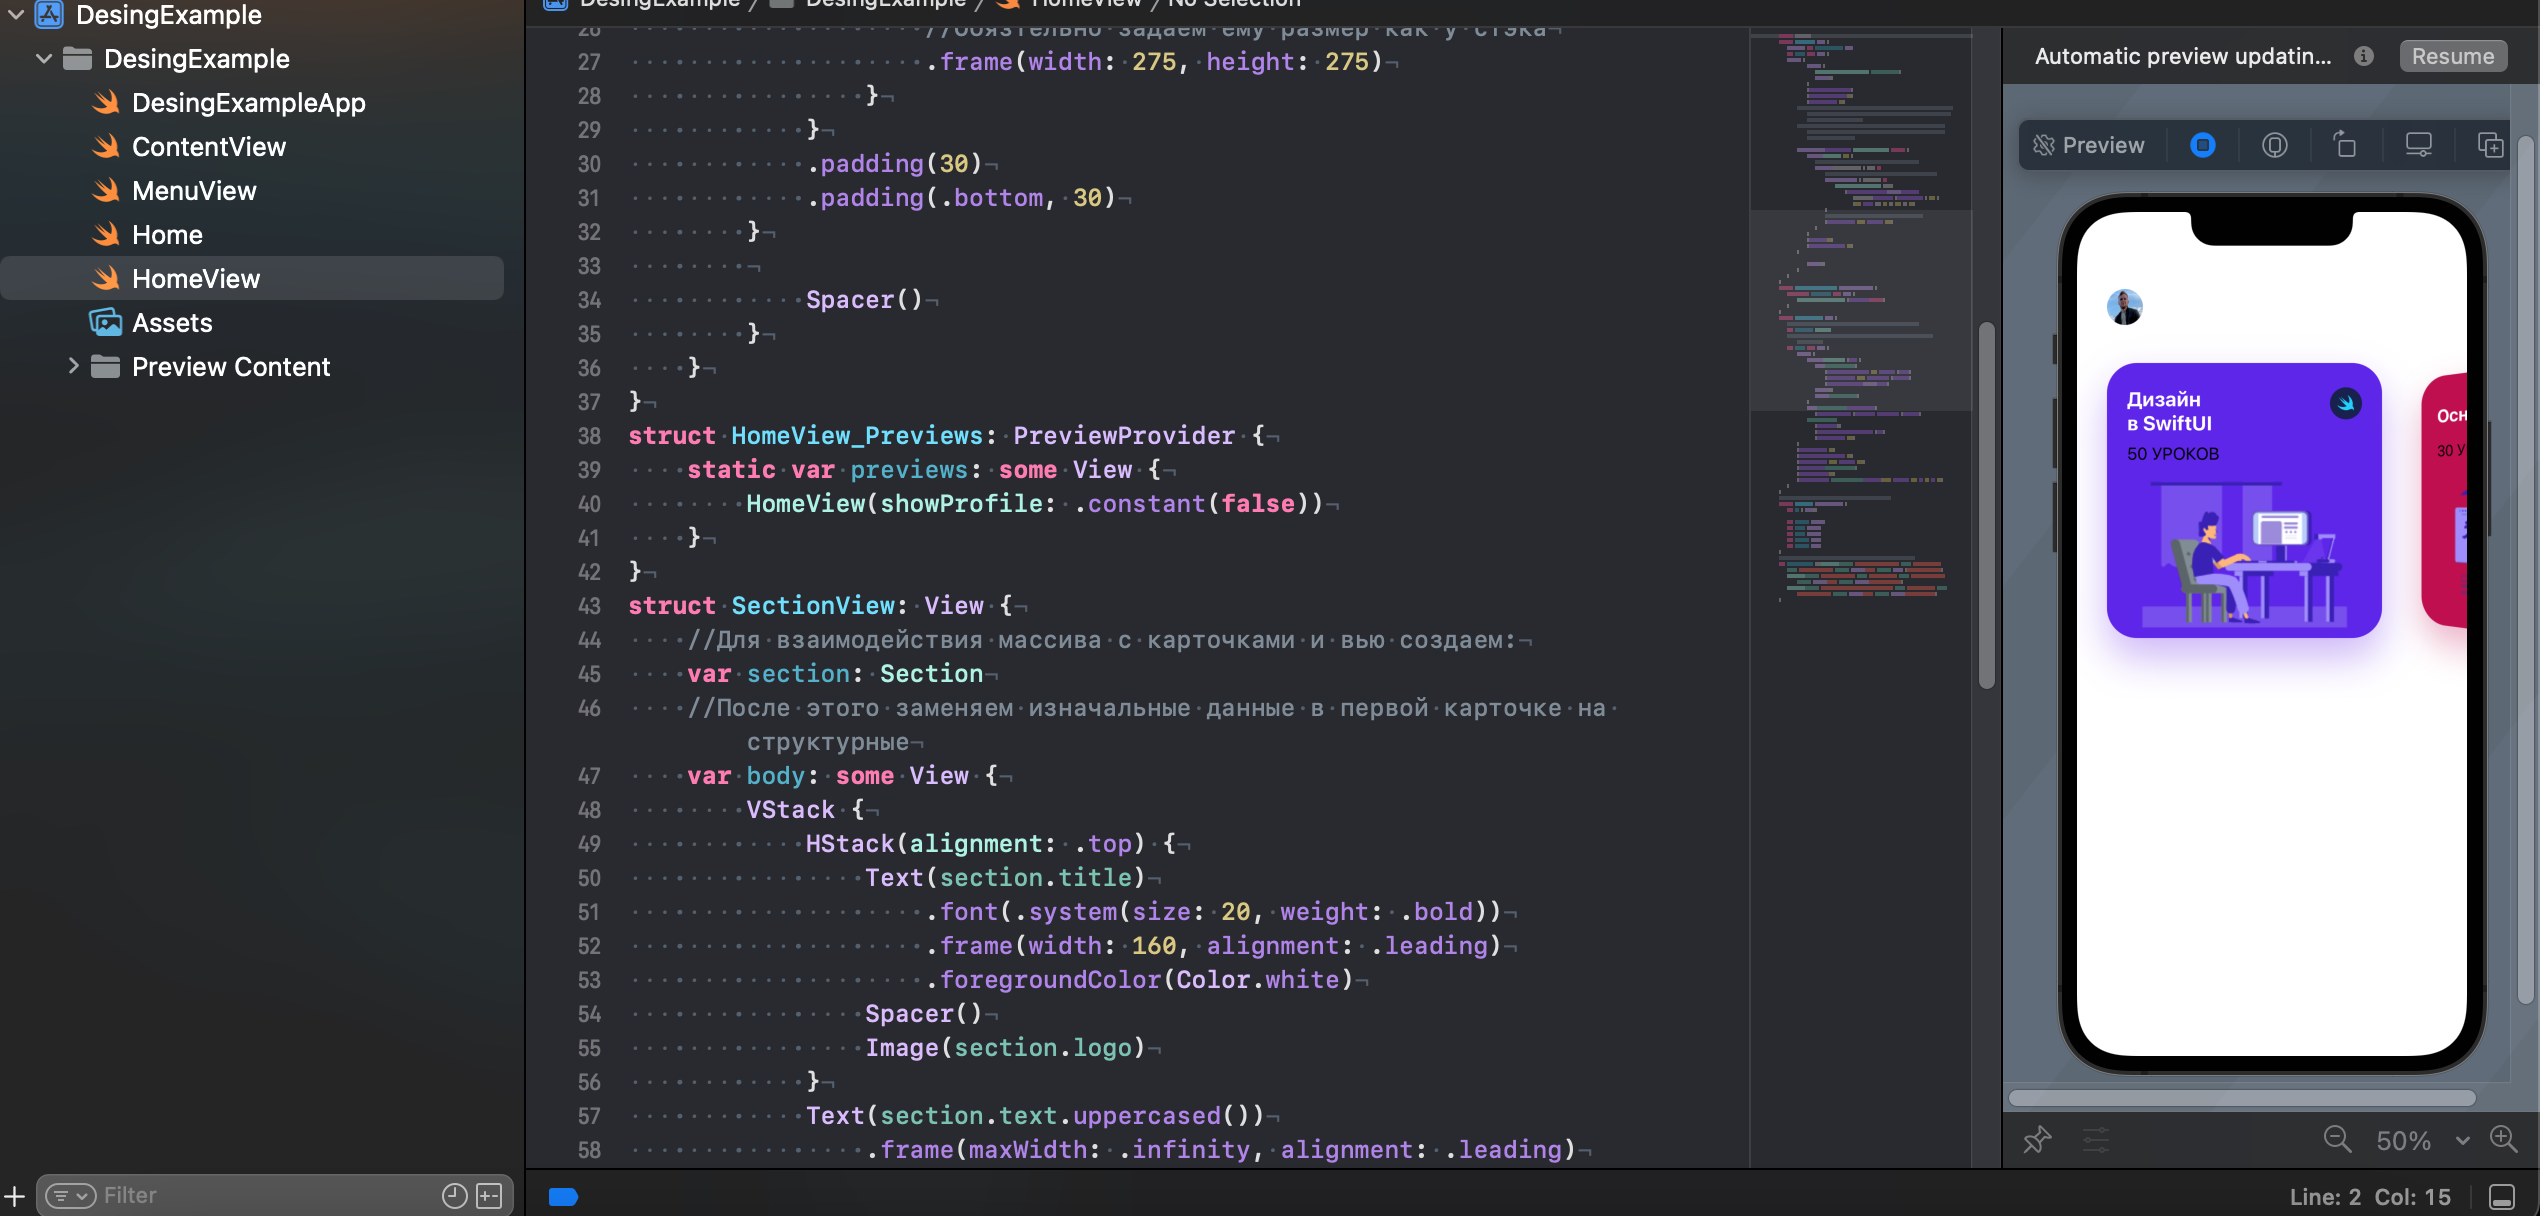 DesingExample
DesingExample
DesingExampleApp
ContentView
MenuView
Home
HomeView
Assets
Preview Content
Filter
DesingExample / DesingExample / HomeView / No Selection
26 //Обязтельно задаем ему размер как у стэка
27 .frame(width: 275, height: 275)
28 }
29 }
30 .padding(30)
31 .padding(.bottom, 30)
32 }
33
34 Spacer()
35 }
36 }
37 }
38 struct HomeView_Previews: PreviewProvider {
39 static var previews: some View {
40 HomeView(showProfile: .constant(false))
41 }
42 }
43 struct SectionView: View {
44 //Для взаимодействия массива с карточками и вью создаем:
45 var section: Section
46 //После этого заменяем изначальные данные в первой карточке на
структурные
47 var body: some View {
48 VStack {
49 HStack(alignment: .top) {
50 Text(section.title)
51 .font(.system(size: 20, weight: .bold))
52 .frame(width: 160, alignment: .leading)
53 .foregroundColor(Color.white)
54 Spacer()
55 Image(section.logo)
56 }
57 Text(section.text.uppercased())
58 .frame(maxWidth: .infinity, alignment: .leading)
Automatic preview updatin...
Resume
Preview
Дизайн
в SwiftUI
50 УРОКОВ
Осн
30 У
50%
Line: 2 Col: 15